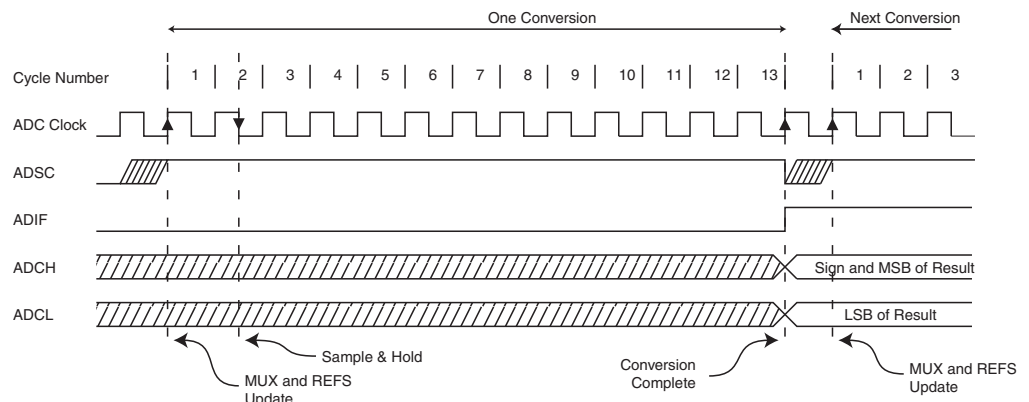 One Conversion
Next Conversion
Cycle Number 1 2 3 4 5 6 7 8 9 10 11 12 13 1 2 3
ADC Clock
ADSC
ADIF
ADCH
Sign and MSB of Result
ADCL
LSB of Result
Sample & Hold
MUX and REFS
Update
Conversion
Complete
MUX and REFS
Update